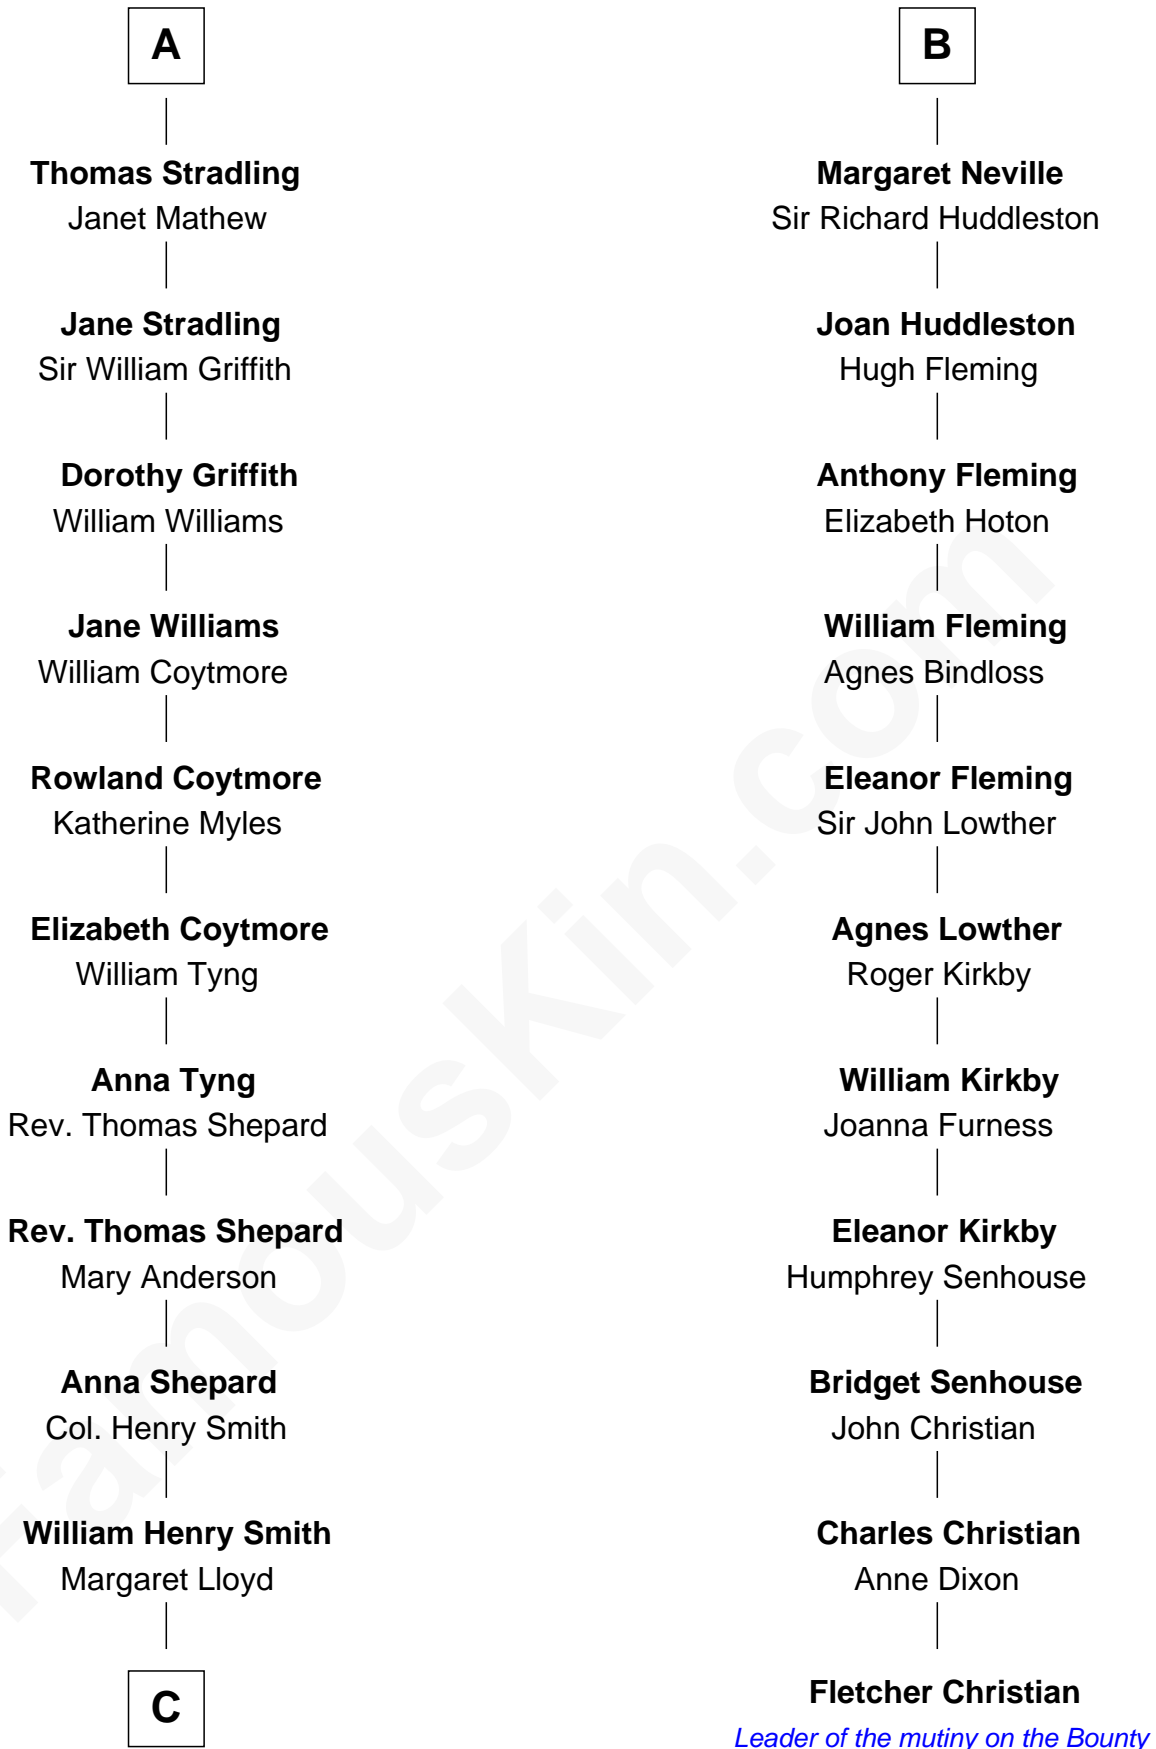 A
Thomas Stradling
Janet Mathew
Jane Stradling
Sir William Griffith
Dorothy Griffith
William Williams
Jane Williams
William Coytmore
Rowland Coytmore
Katherine Myles
Elizabeth Coytmore
William Tyng
Anna Tyng
Rev. Thomas Shepard
Rev. Thomas Shepard
Mary Anderson
Anna Shepard
Col. Henry Smith
William Henry Smith
Margaret Lloyd
C
B
Margaret Neville
Sir Richard Huddleston
Joan Huddleston
Hugh Fleming
Anthony Fleming
Elizabeth Hoton
William Fleming
Agnes Bindloss
Eleanor Fleming
Sir John Lowther
Agnes Lowther
Roger Kirkby
William Kirkby
Joanna Furness
Eleanor Kirkby
Humphrey Senhouse
Bridget Senhouse
John Christian
Charles Christian
Anne Dixon
Fletcher Christian
Leader of the mutiny on the Bounty
FamousKin.com